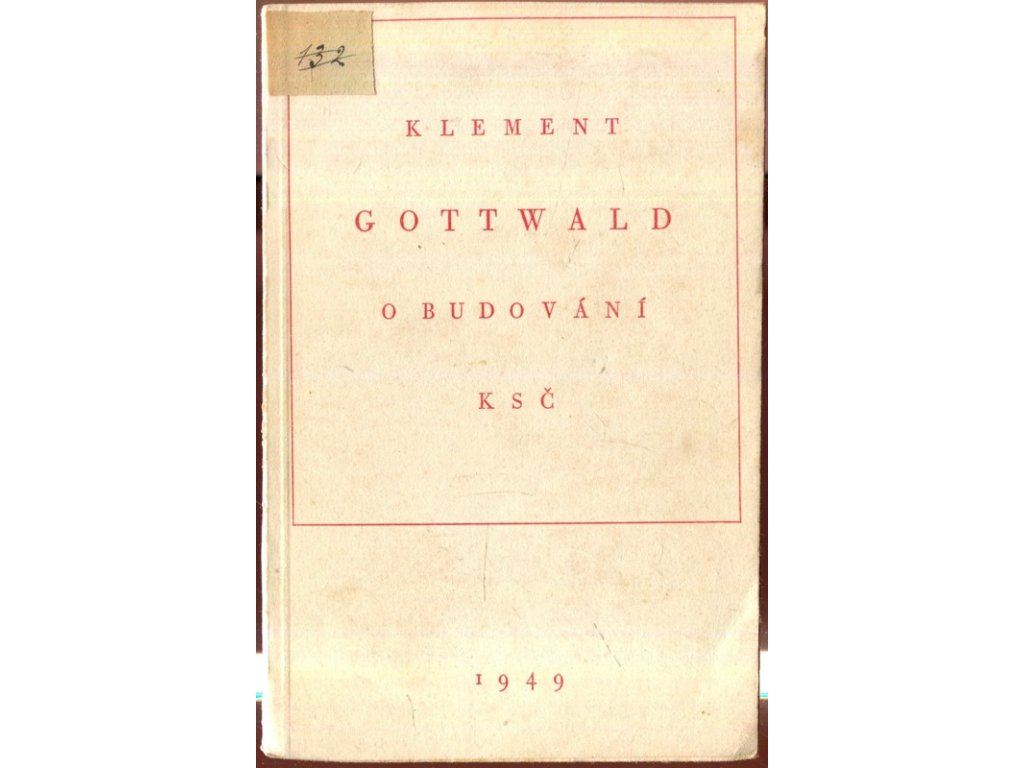 132
KLEMENT
GOTTWALD
O BUDOVÁNÍ
KSČ
1949